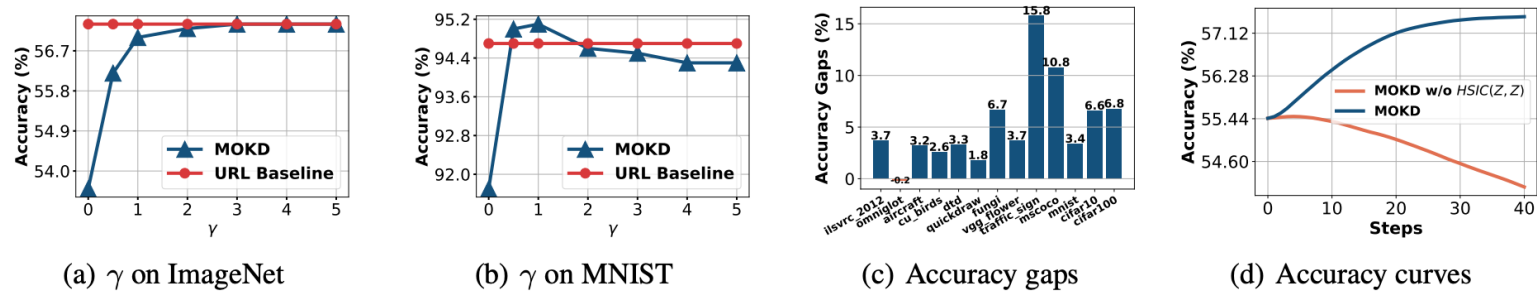 Accuracy (%)
56.7
55.8
54.9
54.0
0 1 2 3 4 5
γ
MOKD
URL Baseline
(a) γ on ImageNet
Accuracy (%)
95.2
94.4
93.6
92.8
92.0
0 1 2 3 4 5
γ
MOKD
URL Baseline
(b) γ on MNIST
Accuracy Gaps (%)
15
10
5
0
3.7
-0.2
3.2
2.6
3.3
1.8
6.7
3.7
15.8
10.8
3.4
6.6
6.8
ilsvrc_2012
omniglot
aircraft
cu_birds
dtd
quickdraw
fungi
vgg_flower
traffic_sign
mscoco
mnist
cifar10
cifar100
(c) Accuracy gaps
Accuracy (%)
57.12
56.28
55.44
54.60
0 10 20 30 40
Steps
MOKD w/o HSIC(Z, Z)
MOKD
(d) Accuracy curves